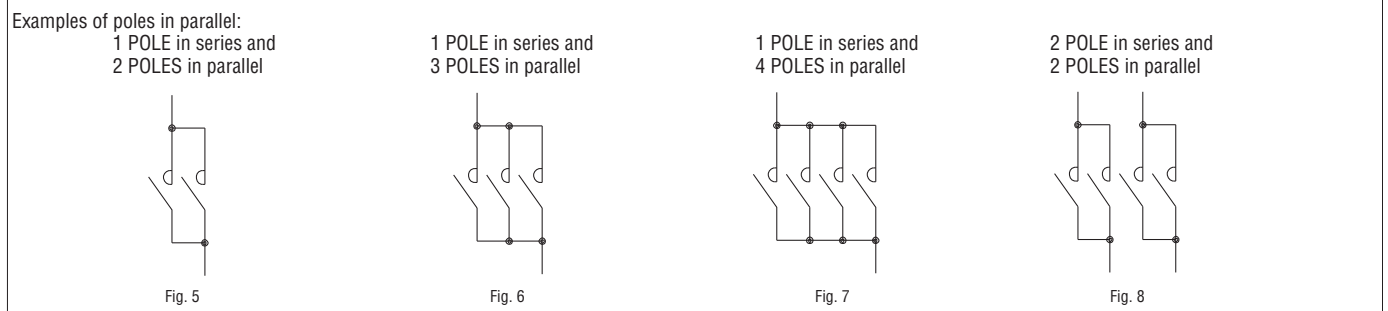 Examples of poles in parallel:
1 POLE in series and
2 POLES in parallel
1 POLE in series and
3 POLES in parallel
1 POLE in series and
4 POLES in parallel
2 POLE in series and
2 POLES in parallel
Fig. 5
Fig. 6
Fig. 7
Fig. 8